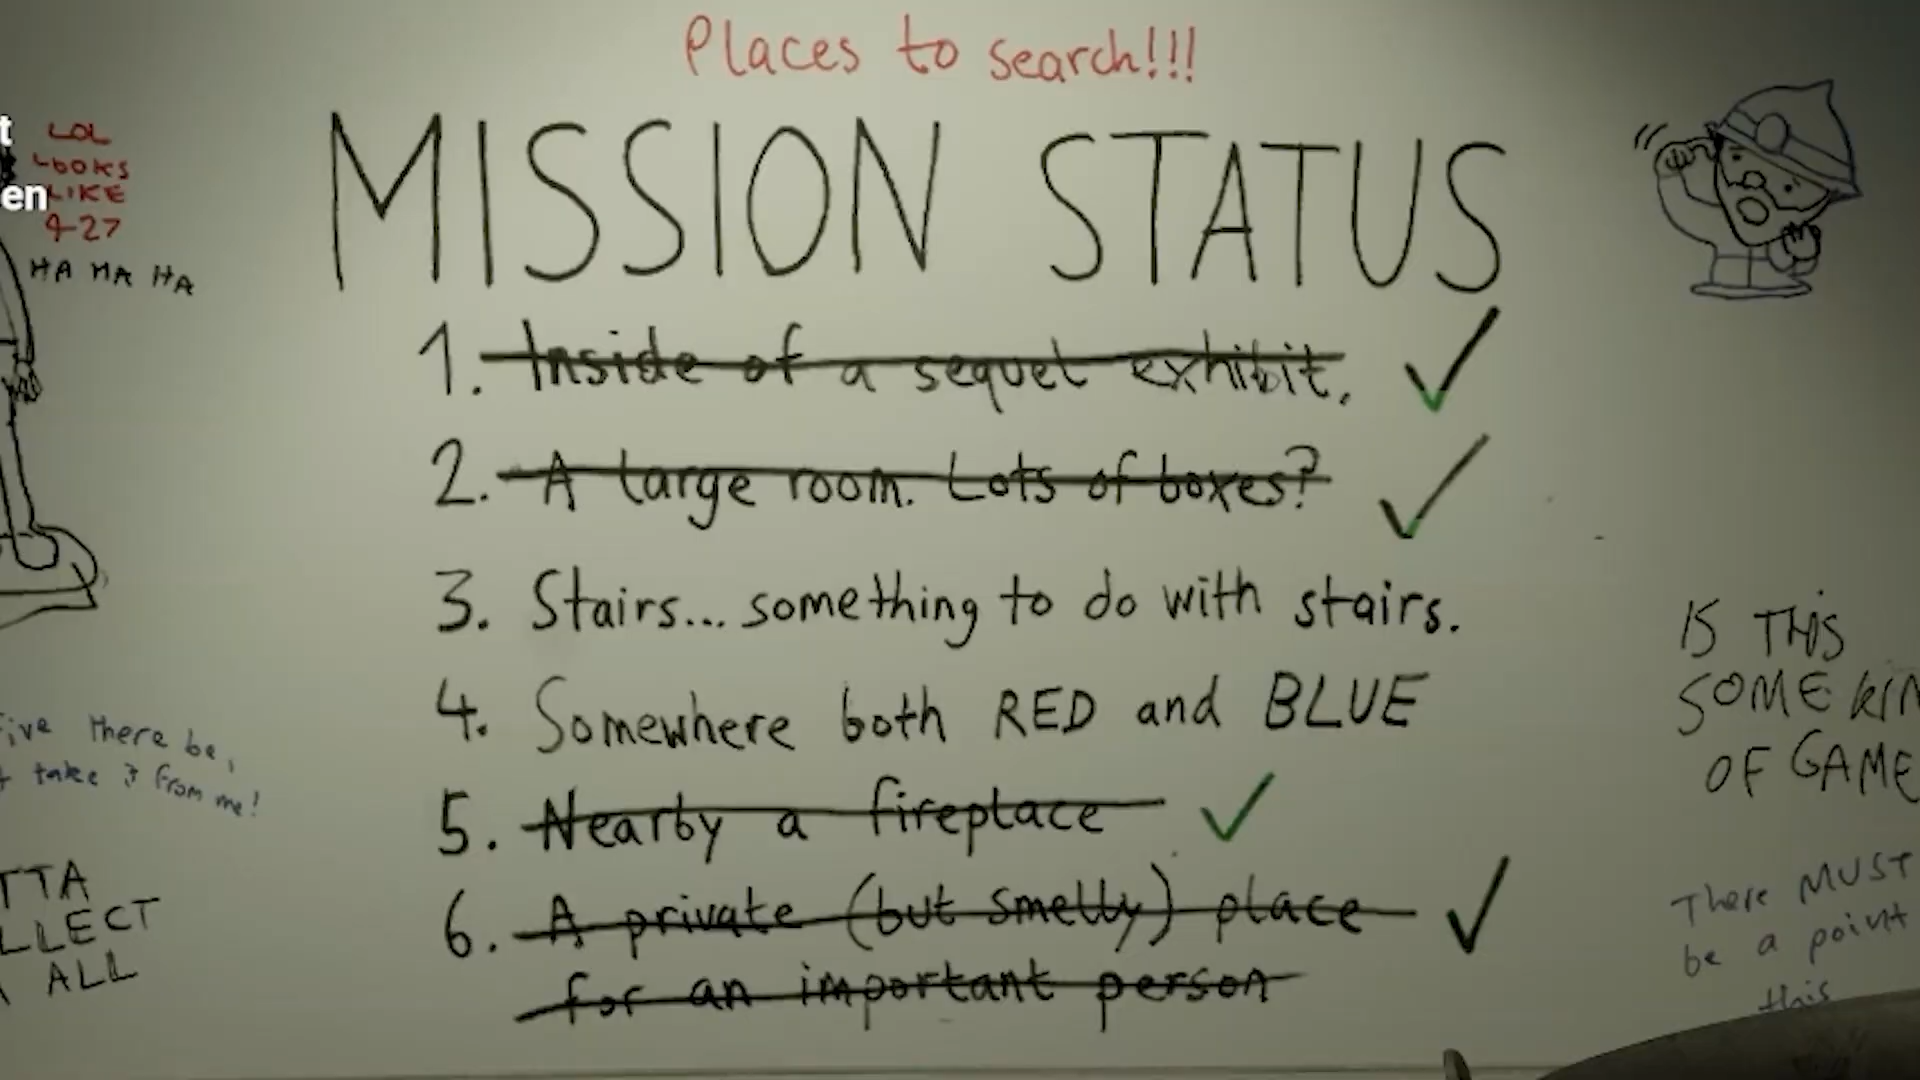 Places to search!!!
MISSION STATUS
1. Inside of a sequel exhibit.
2. A large room. Lots of boxes?
3. Stairs... something to do with stairs.
4. Somewhere both RED and BLUE
5. Nearby a fireplace
6. A private (but smelly) place
for an important person
t
en
LOL
LOOKS
LIKE
4-27
HA HA HA
there be,
take it from me!
ALL
IS THIS
SOME
OF GAME
There MUST
be a point
this